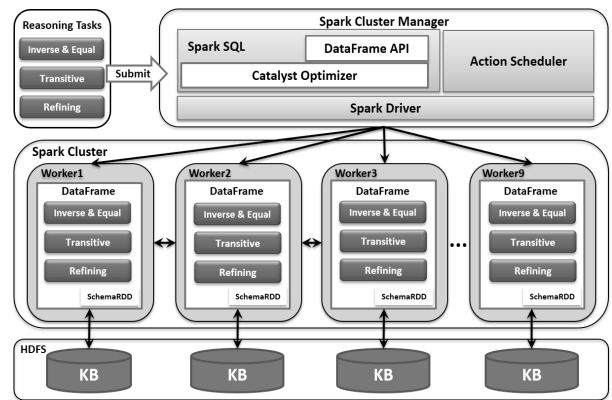 Reasoning Tasks
Inverse & Equal
Transitive
Refining
Submit
Spark Cluster Manager
Spark SQL
DataFrame API
Catalyst Optimizer
Action Scheduler
Spark Driver
Spark Cluster
Worker1
DataFrame
Inverse & Equal
Transitive
Refining
SchemaRDD
Worker2
DataFrame
Inverse & Equal
Transitive
Refining
SchemaRDD
Worker3
DataFrame
Inverse & Equal
Transitive
Refining
SchemaRDD
...
Worker9
DataFrame
Inverse & Equal
Transitive
Refining
SchemaRDD
HDFS
KB
KB
KB
KB